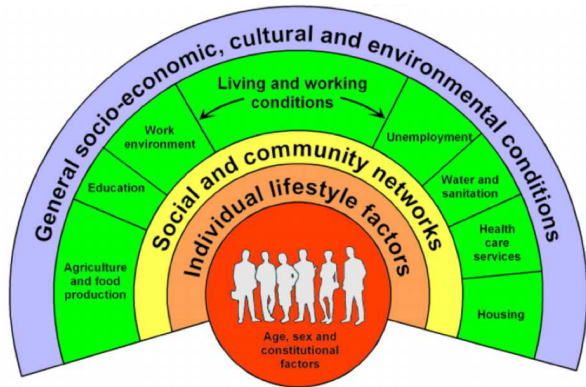 General socio-economic, cultural and environmental conditions
Living and working
conditions
Work
environment
Unemployment
Education
Water and
sanitation
Agriculture
and food
production
Health
care
services
Housing
Social and community networks
Individual lifestyle factors
Age, sex and
constitutional
factors